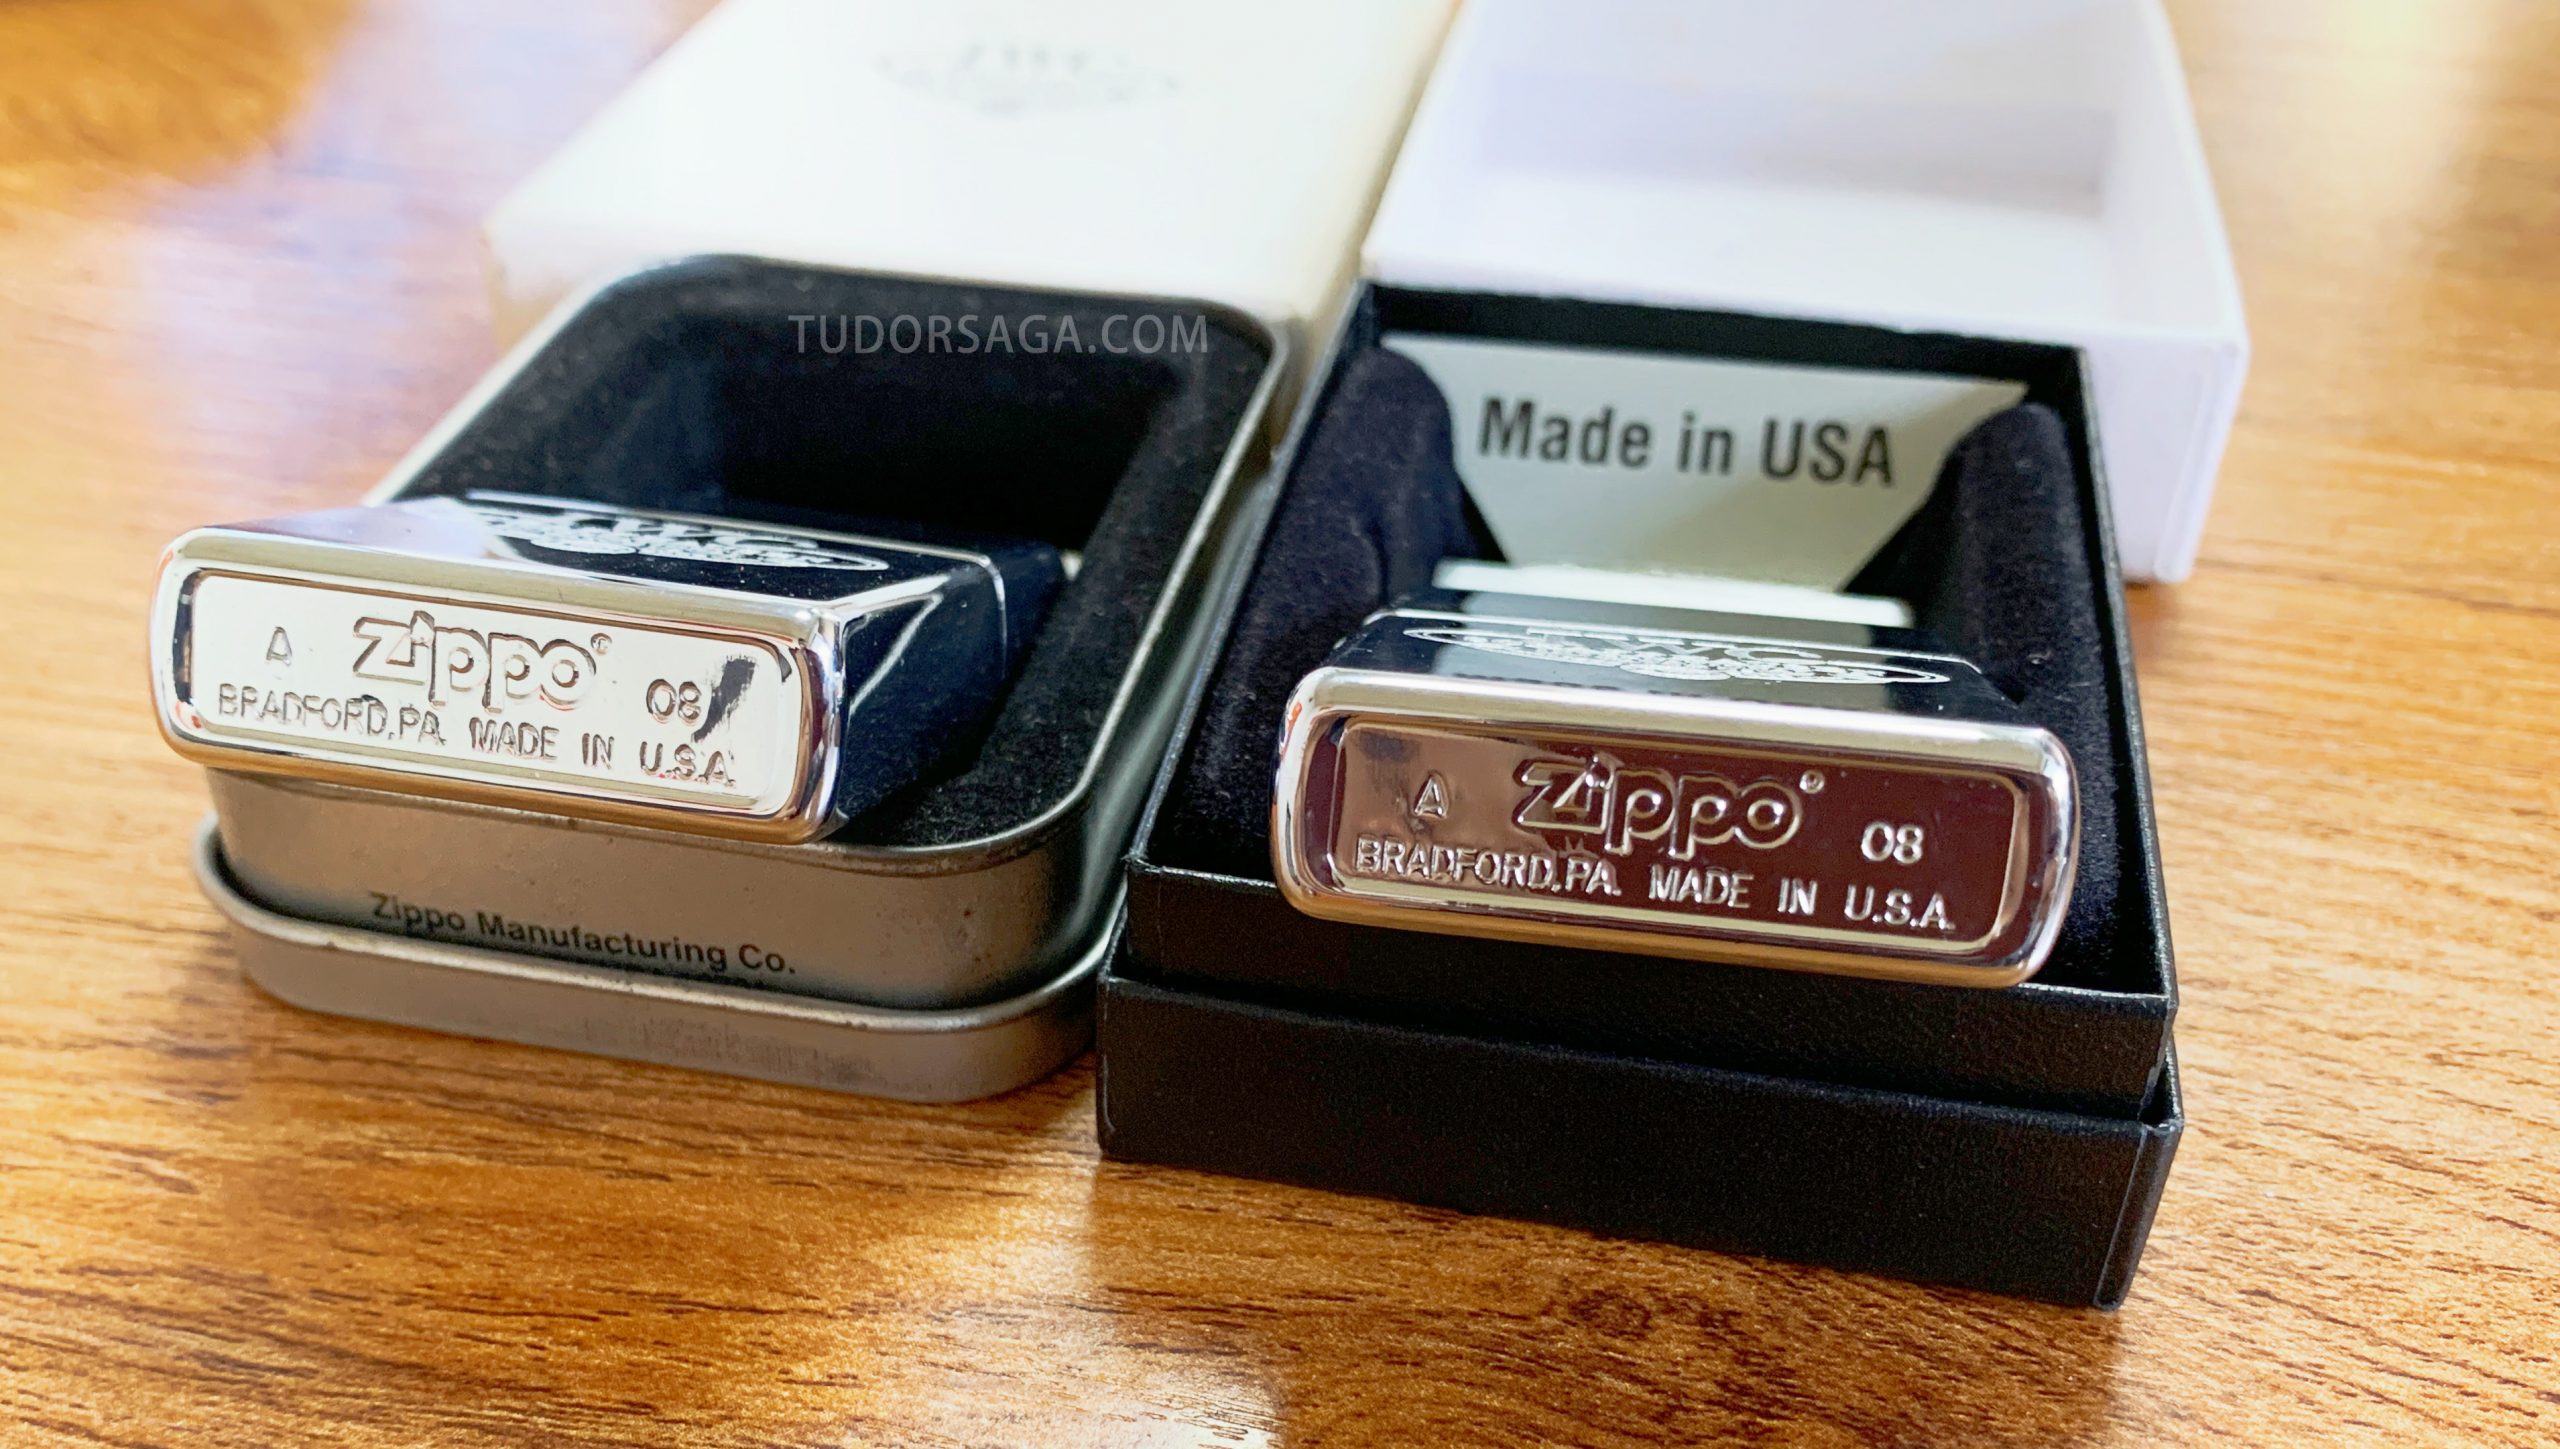 TUDORSAGA.COM
Made in USA
A Zippo® 08
BRADFORD,PA. MADE IN U.S.A.
Zippo Manufacturing Co.
A Zippo® 08
BRADFORD,PA. MADE IN U.S.A.